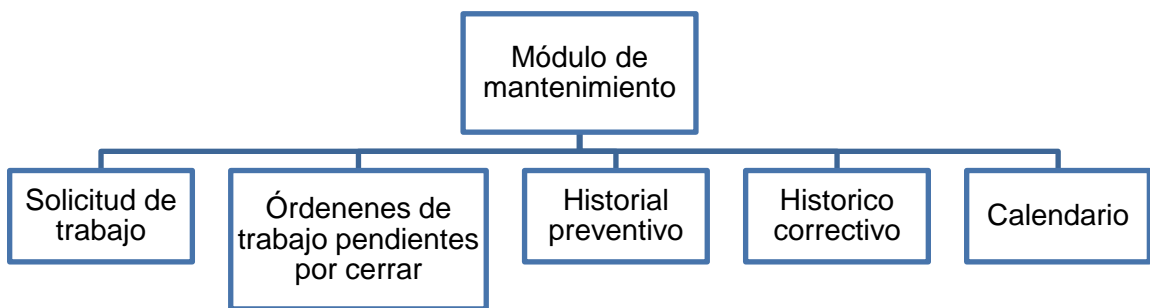 Módulo de
mantenimiento
Solicitud de
trabajo
Órdenenes de
trabajo pendientes
por cerrar
Historial
preventivo
Historico
correctivo
Calendario